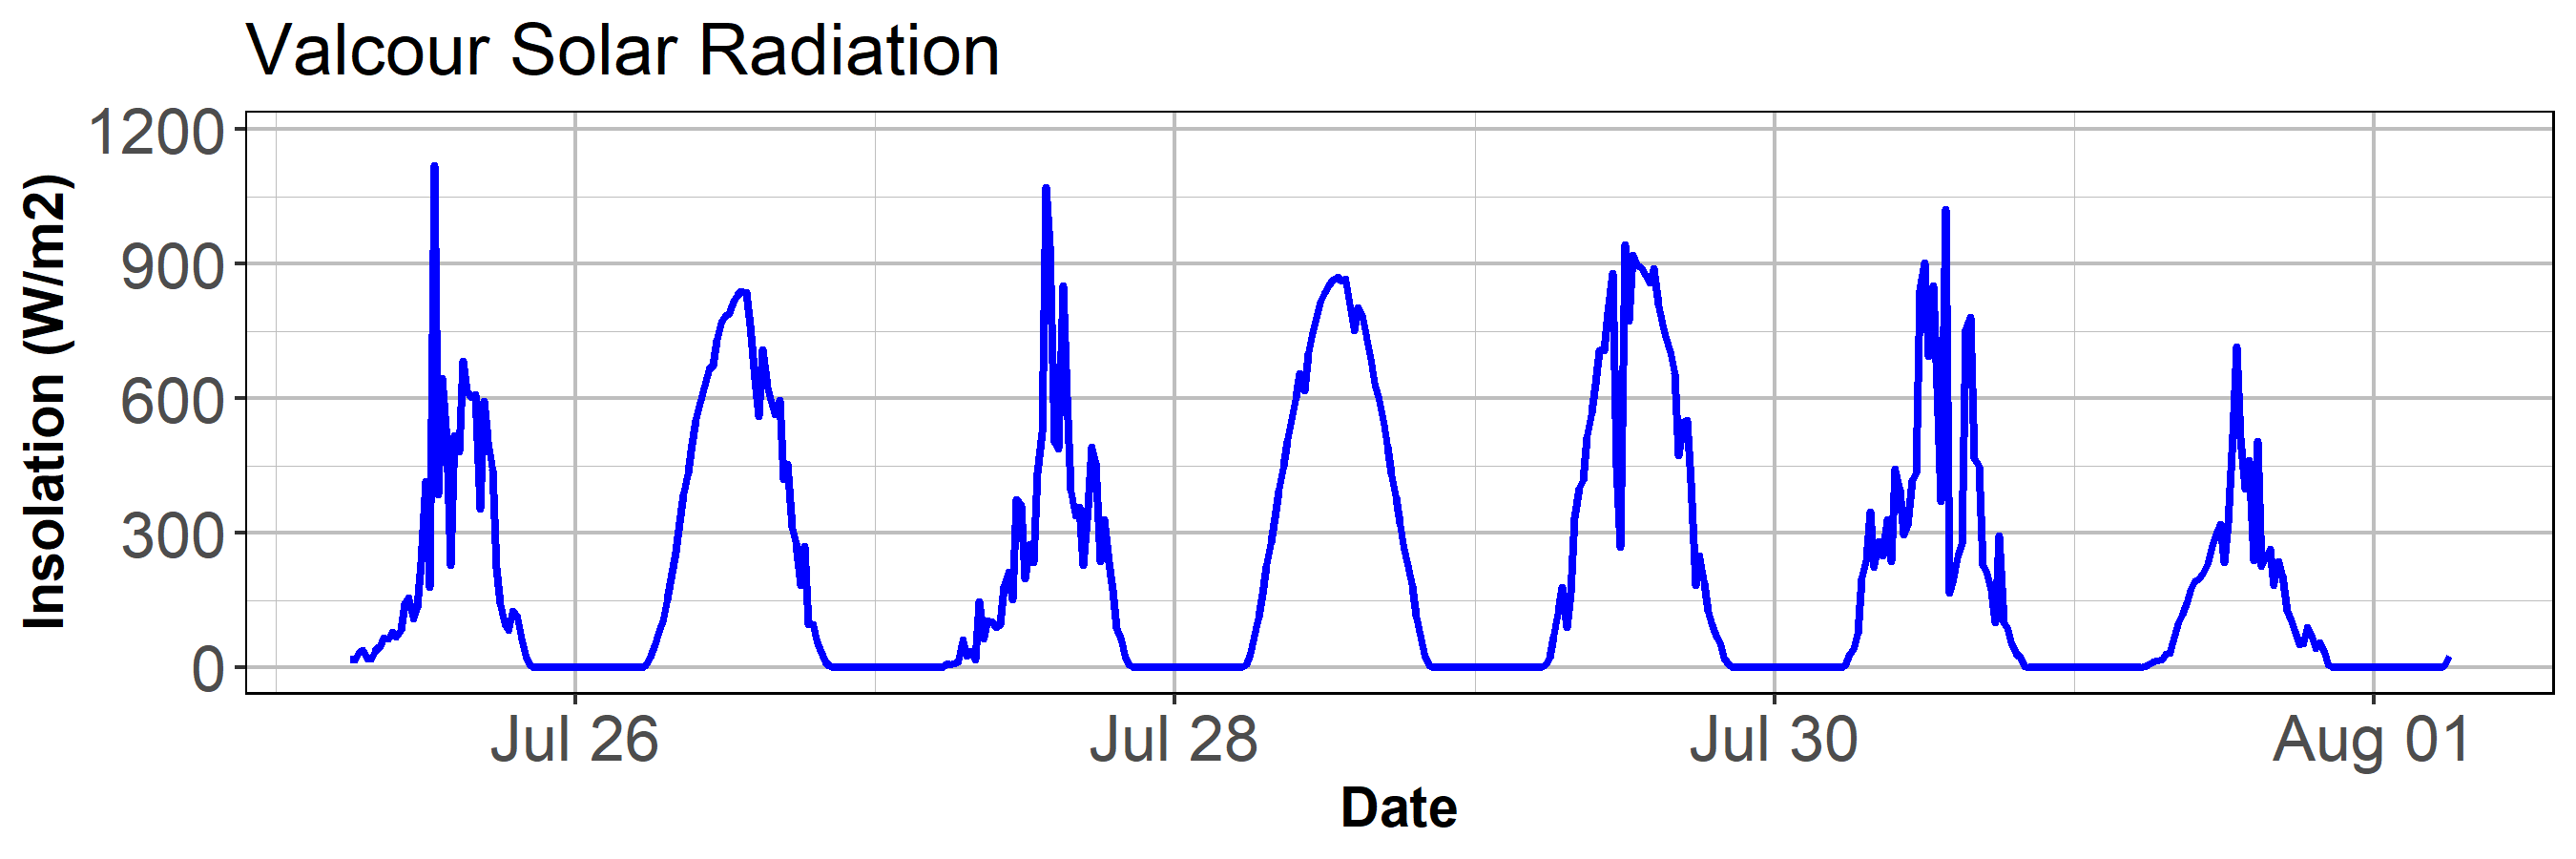 Valcour Solar Radiation
Insolation (W/m2)
1200
900
600
300
0
Jul 26
Jul 28
Jul 30
Aug 01
Date